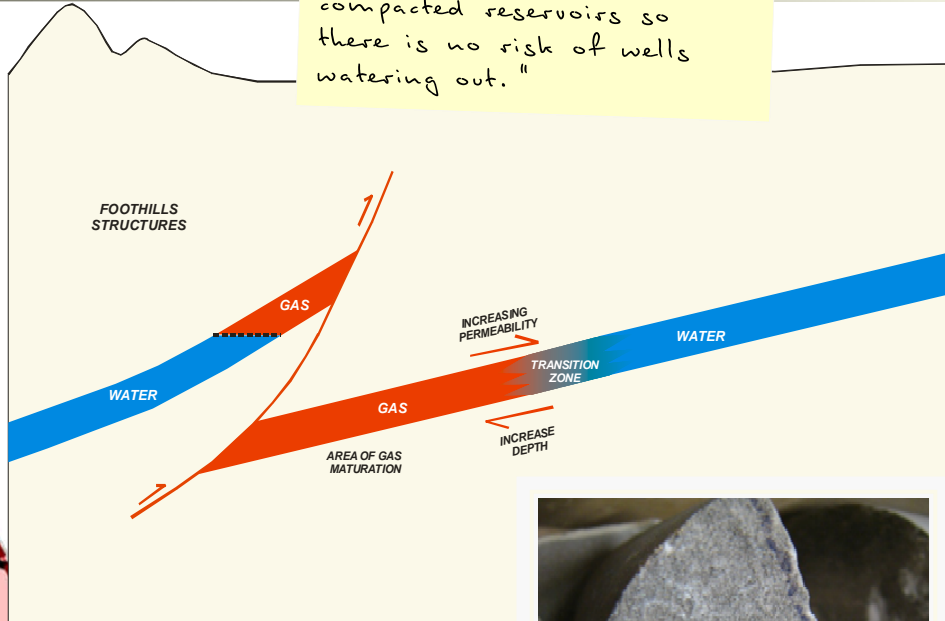 compacted reservoirs so
there is no risk of wells
watering out."
FOOTHILLS
STRUCTURES
GAS
WATER
INCREASING
PERMEABILITY
TRANSITION
ZONE
WATER
GAS
INCREASE
DEPTH
AREA OF GAS
MATURATION